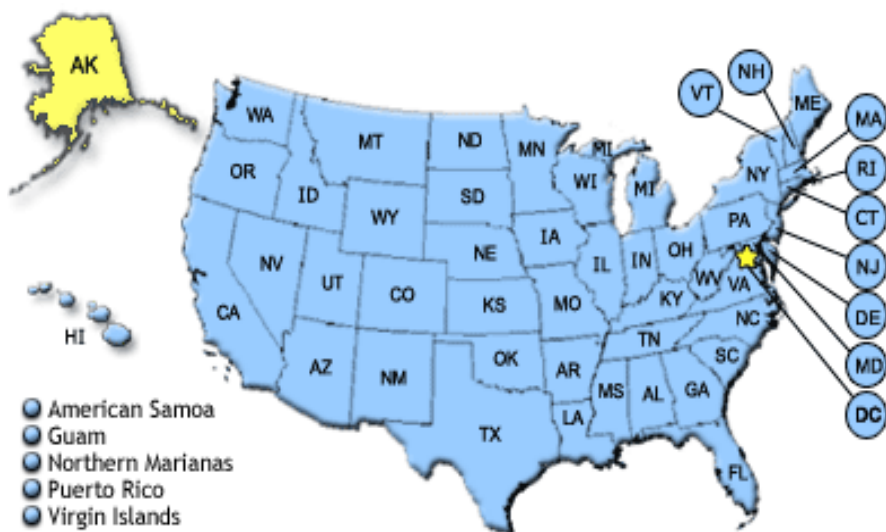 AK
NH
VT
ME
WA
MA
MT
ND
MN
MI
OR
RI
WI
NY
MI
ID
SD
WY
CT
PA
IA
NE
OH
NJ
NV
IL
IN
UT
WV
VA
CO
KS
MO
KY
CA
DE
NC
HI
TN
OK
SC
AZ
AR
MD
NM
MS
AL
GA
American Samoa
DC
LA
TX
Guam
Northern Marianas
FL
Puerto Rico
Virgin Islands